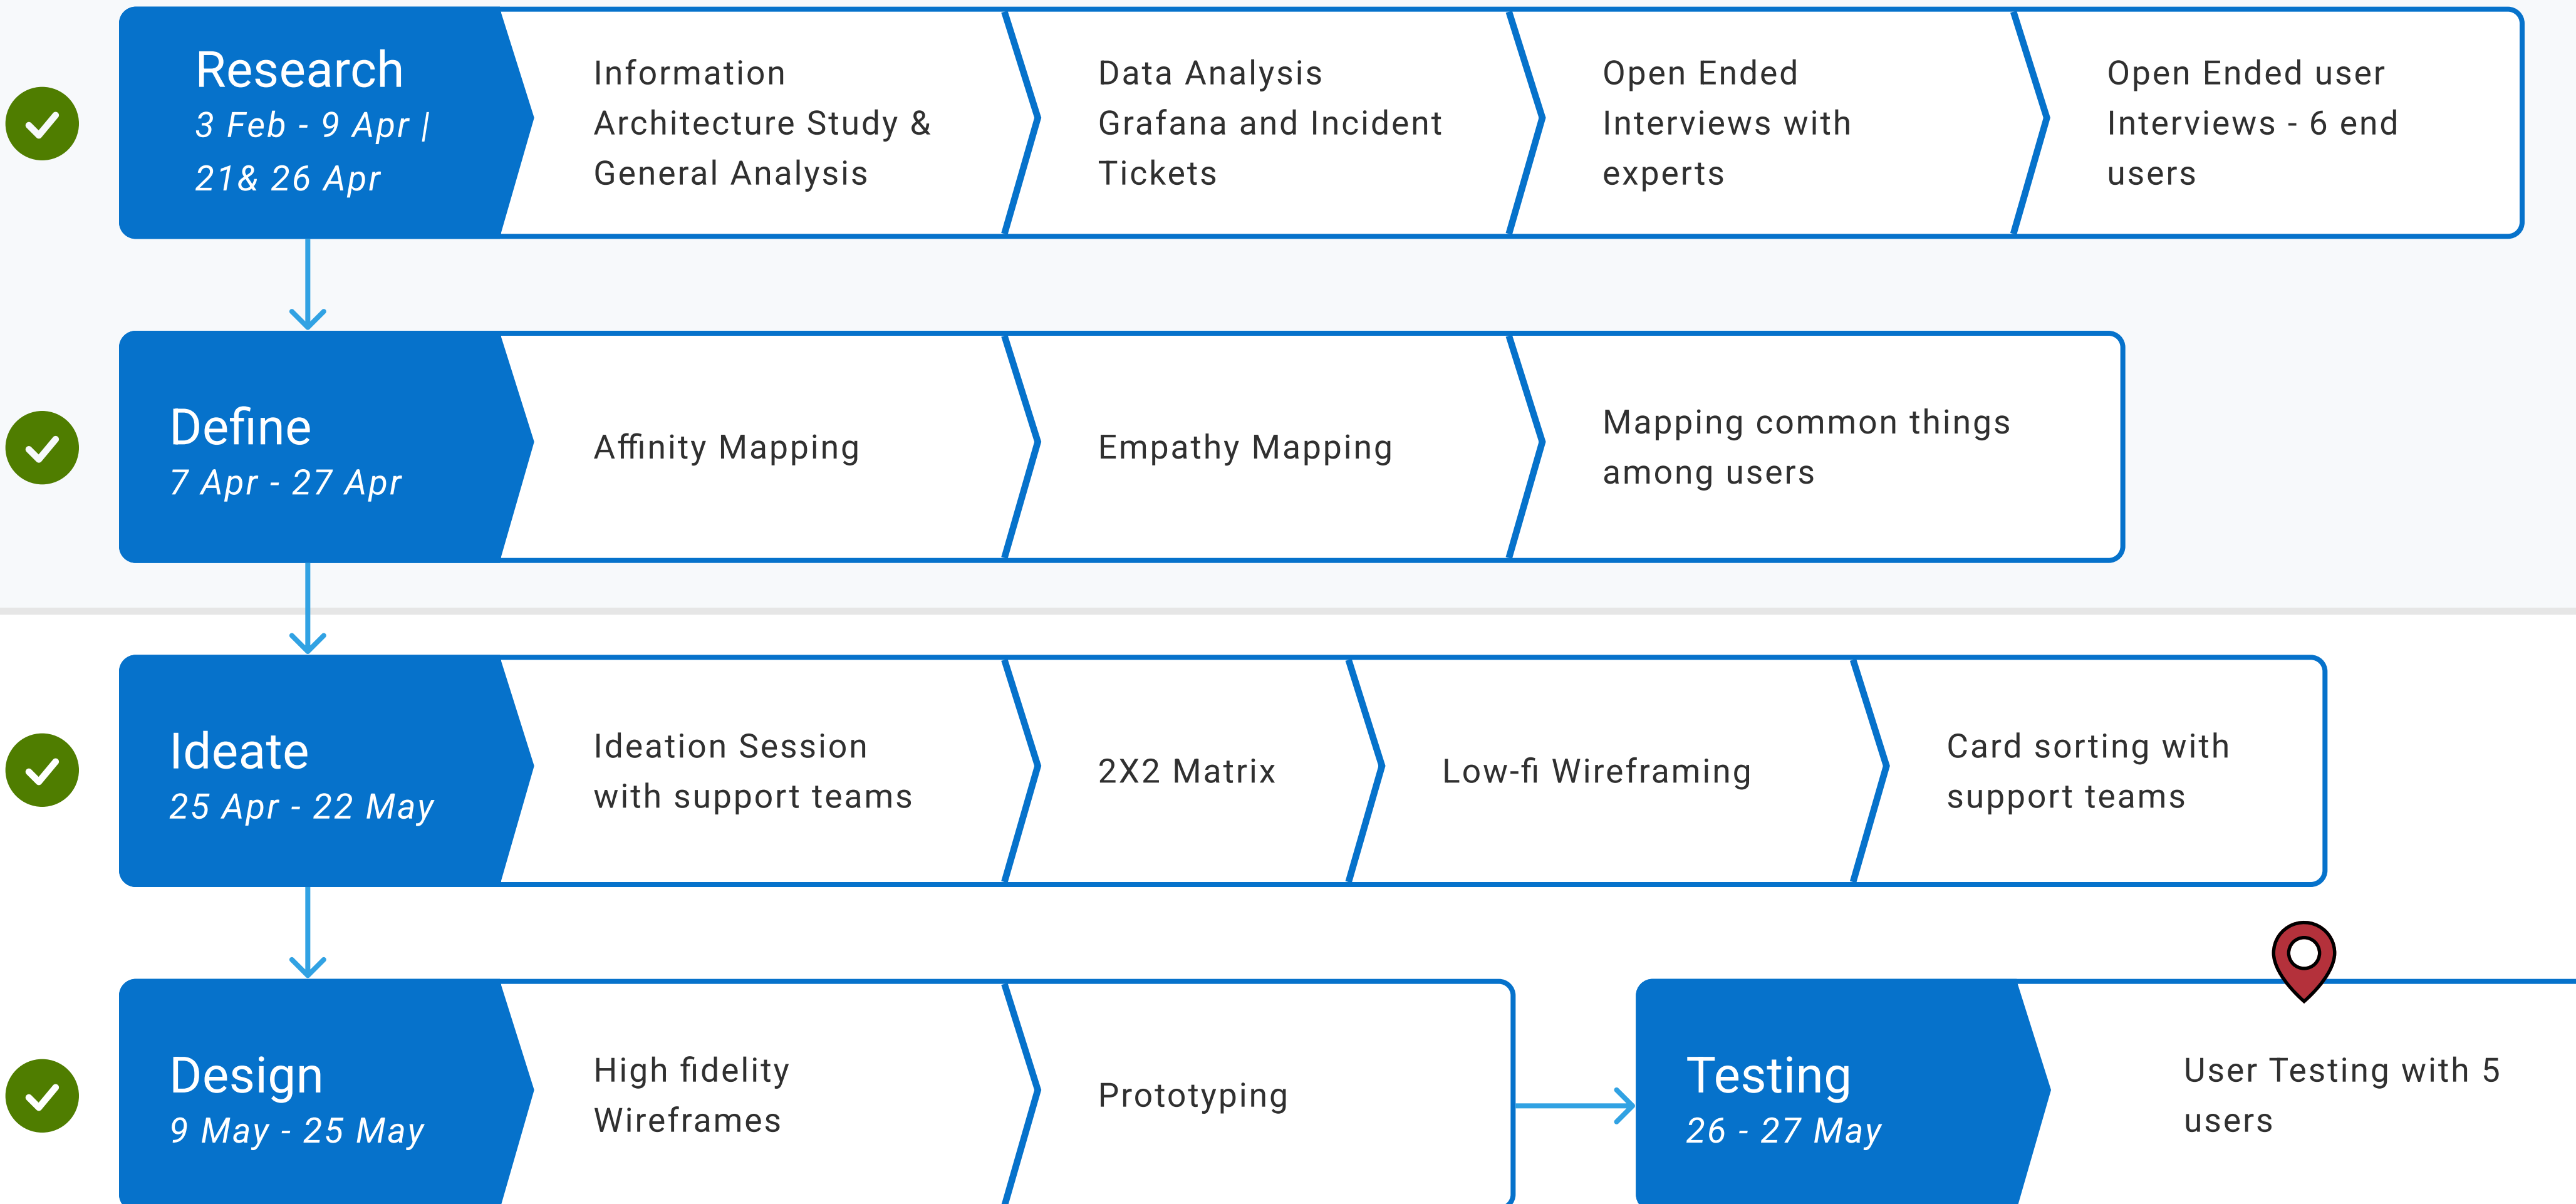 Research
3 Feb - 9 Apr |
21& 26 Apr
Information
Architecture Study &
General Analysis
Data Analysis
Grafana and Incident
Tickets
Open Ended
Interviews with
experts
Open Ended user
Interviews - 6 end
users
Define
7 Apr - 27 Apr
Affinity Mapping
Empathy Mapping
Mapping common things
among users
Ideate
25 Apr - 22 May
Ideation Session
with support teams
2X2 Matrix
Low-fi Wireframing
Card sorting with
support teams
Design
9 May - 25 May
High fidelity
Wireframes
Prototyping
Testing
26 - 27 May
User Testing with 5
users